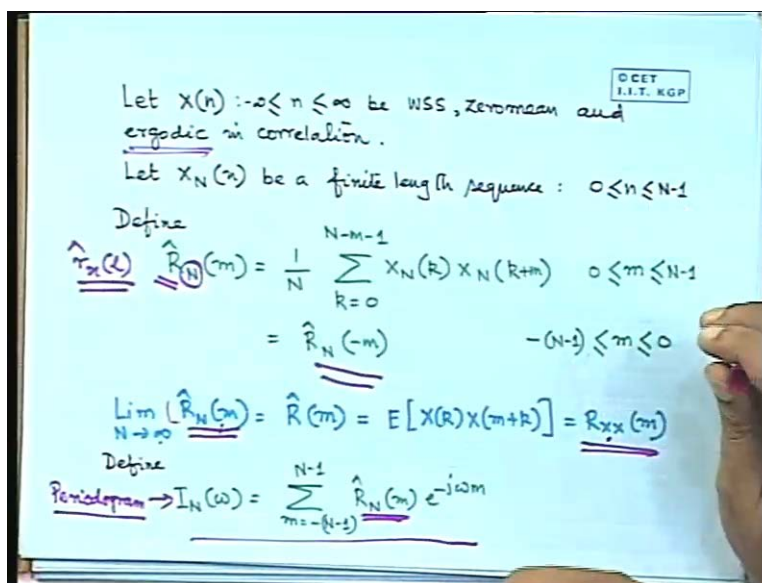 © CET
I.I.T. KGP
Let X(n) : -∞ ≤ n ≤ ∞ be WSS, zeromean and
ergodic in correlation.
Let X_N(n) be a finite length sequence : 0 ≤ n ≤ N-1
Define
r̂_x(l) R̂_N(m) = 1/N ∑_{k=0}^{N-m-1} X_N(k) X_N(k+m) 0 ≤ m ≤ N-1
= R̂_N(-m) -(N-1) ≤ m ≤ 0
Lim_{N→∞} [R̂_N(m) = R̂(m) = E[X(k)X(m+k)] = R_XX(m)
Define
Periodogram → I_N(ω) = ∑_{m=-(N-1)}^{N-1} R̂_N(m) e^{-jωm}